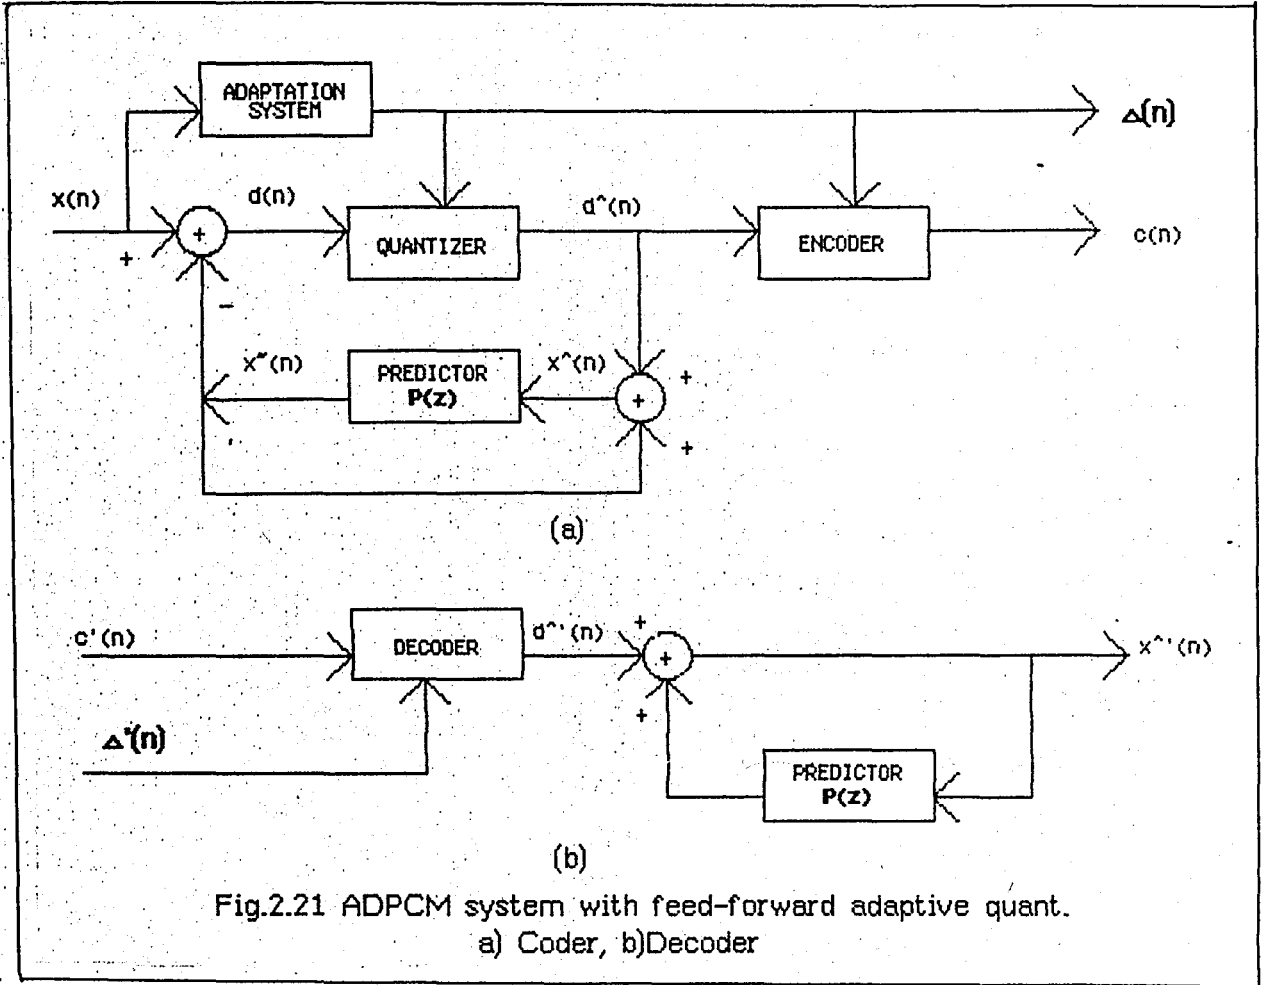 ADAPTATION
SYSTEM
Δ(n)
x(n)
d(n)
d^(n)
+
QUANTIZER
ENCODER
c(n)
+
−
x˜(n)
PREDICTOR
P(z)
x^(n)
+
+
+
(a)
c'(n)
DECODER
d^'(n)
+
+
x^'(n)
Δ'(n)
+
PREDICTOR
P(z)
(b)
Fig.2.21 ADPCM system with feed-forward adaptive quant.
a) Coder, b)Decoder